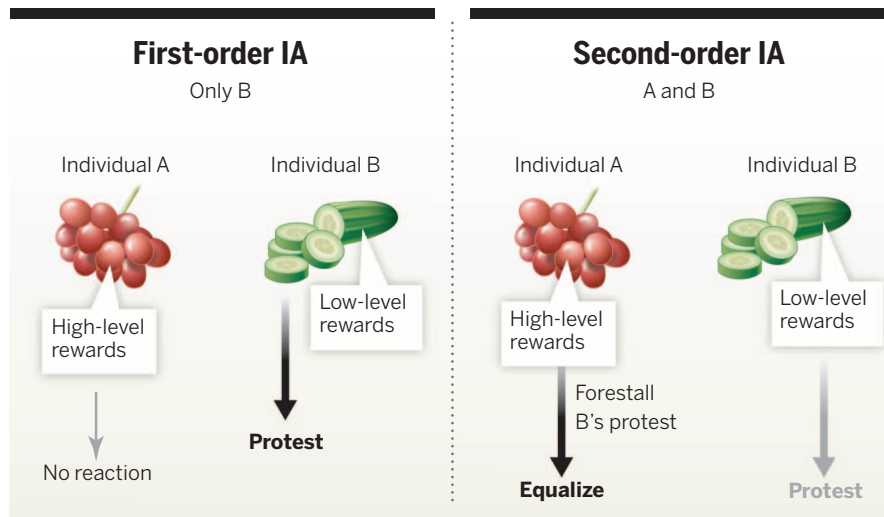 First-order IA
Only B
Individual A
Individual B
High-level
rewards
Low-level
rewards
No reaction
Protest
Second-order IA
A and B
Individual A
Individual B
High-level
rewards
Low-level
rewards
Forestall
B's protest
Equalize
Protest